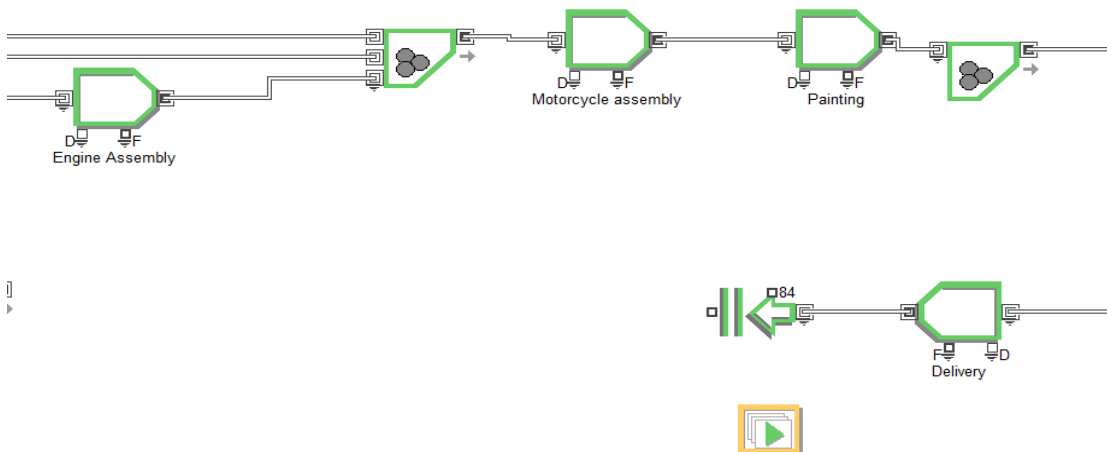 D F
Motorcycle assembly
D F
Painting
D F
Engine Assembly
84
F D
Delivery